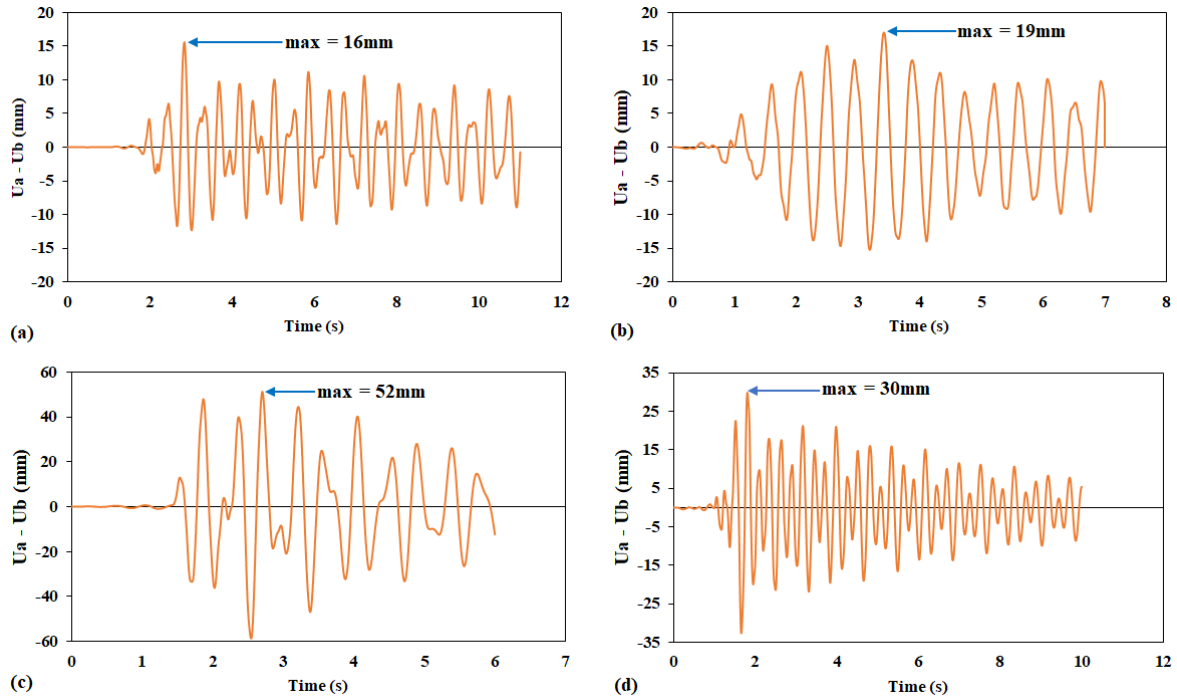 20
15
10
5
0
-5
-10
-15
-20
Ua - Ub (mm)
max = 16mm
0 2 4 6 8 10 12
Time (s)
(a)
20
15
10
5
0
-5
-10
-15
-20
Ua - Ub (mm)
max = 19mm
0 1 2 3 4 5 6 7 8
Time (s)
(b)
60
40
20
0
-20
-40
-60
Ua - Ub (mm)
max = 52mm
0 1 2 3 4 5 6 7
Time (s)
(c)
35
25
15
5
-5
-15
-25
-35
Ua - Ub (mm)
max = 30mm
0 2 4 6 8 10 12
Time (s)
(d)